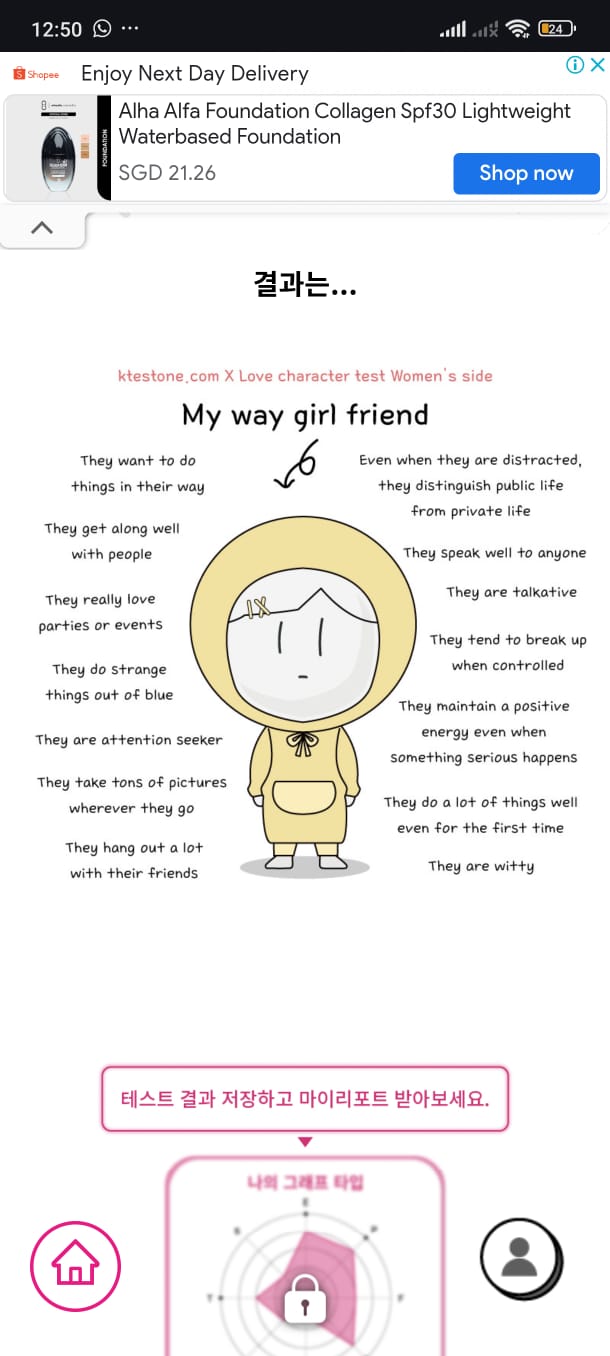 12:50
24
Shopee
Enjoy Next Day Delivery
Alha Alfa Foundation Collagen Spf30 Lightweight
Waterbased Foundation
SGD 21.26
Shop now
FOUNDATION
결과는...
ktestone.com X Love character test Women's side
My way girl friend
They want to do
things in their way
They get along well
with people
They really love
parties or events
They do strange
things out of blue
They are attention seeker
They take tons of pictures
wherever they go
They hang out a lot
with their friends
Even when they are distracted,
they distinguish public life
from private life
They speak well to anyone
They are talkative
They tend to break up
when controlled
They maintain a positive
energy even when
something serious happens
They do a lot of things well
even for the first time
They are witty
테스트 결과 저장하고 마이리포트 받아보세요.
나의 그래프 타입
E
P
F
T